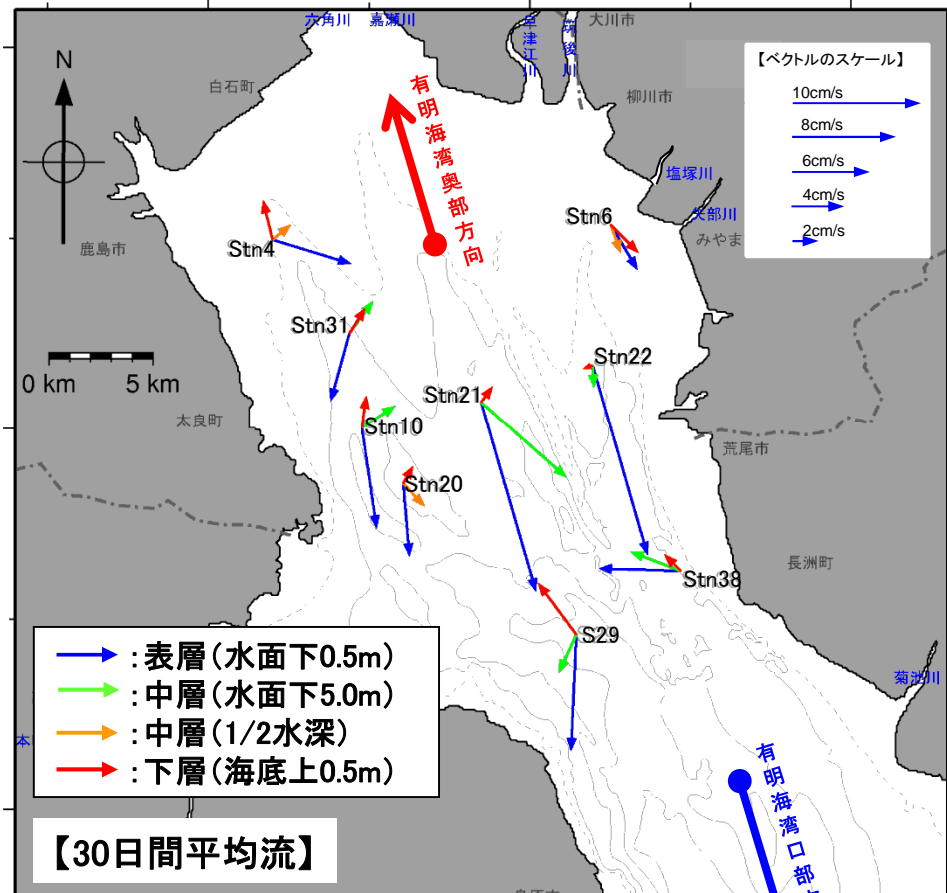 六角川
嘉瀬川
早津江川
筑後川
大川市
【ベクトルのスケール】
10cm/s
8cm/s
6cm/s
4cm/s
2cm/s
N
白石町
有明海湾奥部方向
柳川市
塩塚川
矢部川
みやま
鹿島市
Stn4
Stn6
Stn31
Stn22
0 km 5 km
Stn21
太良町
Stn10
荒尾市
Stn20
長洲町
Stn38
S29
:表層(水面下0.5m)
:中層(水面下5.0m)
:中層(1/2水深)
:下層(海底上0.5m)
菊池川
本
有明海湾口部
【30日間平均流】